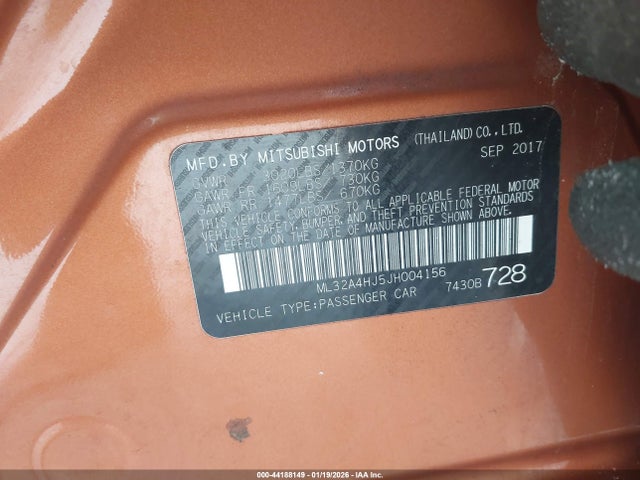 MFD.BY MITSUBISHI MOTORS (THAILAND) CO.,LTD.
SEP 2017
GVWR 3020LBS 1370KG
GAWR FR 1609LBS 730KG
GAWR RR 1477LBS 670KG
THIS VEHICLE CONFORMS TO ALL APPLICABLE FEDERAL MOTOR
VEHICLE SAFETY, BUMPER, AND THEFT PREVENTION STANDARDS
IN EFFECT ON THE DATE OF MANUFACTURE SHOWN ABOVE.
ML32A4HJ5JH004156
VEHICLE TYPE:PASSENGER CAR 7430B 728
000-44188149 - 01/19/2026 - IAA Inc.